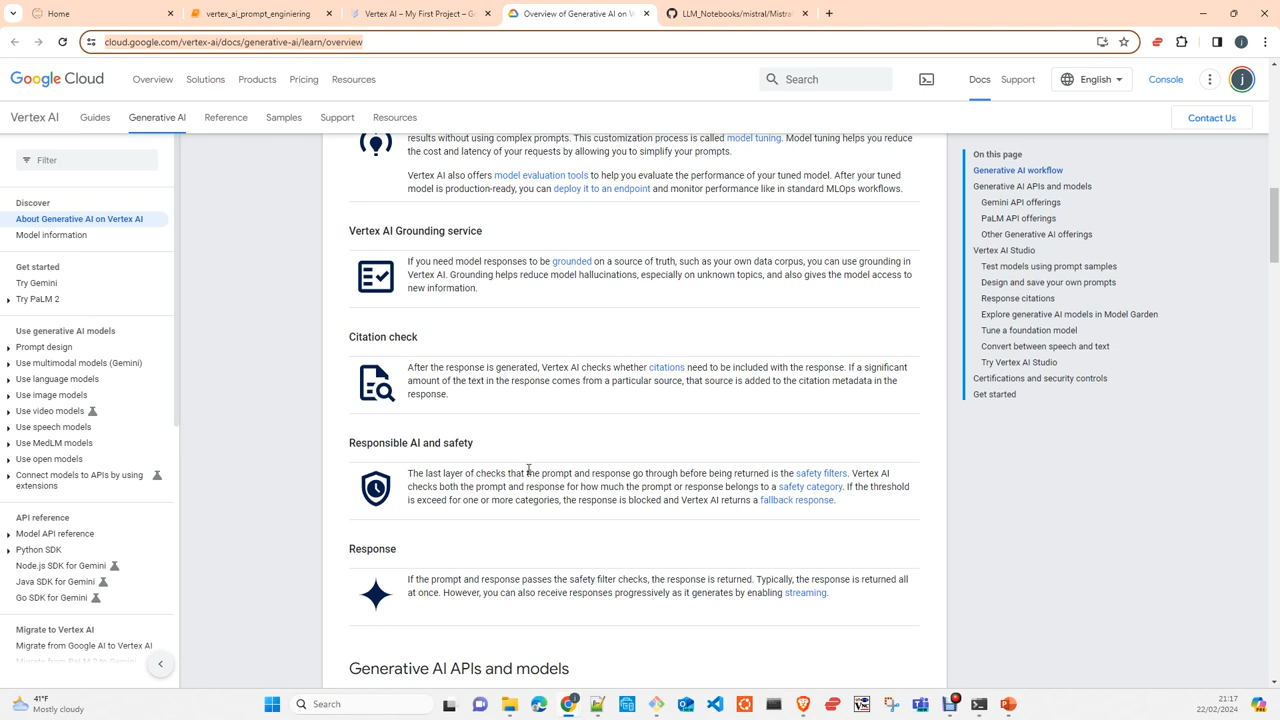 Home
vertex_ai_prompt_enginiering
Vertex AI – My First Project – G
Overview of Generative AI on V
LLM_Notebooks/mistral/Mistral
cloud.google.com/vertex-ai/docs/generative-ai/learn/overview
j
Google Cloud
Overview
Solutions
Products
Pricing
Resources
Search
Docs
Support
English
Console
j
Vertex AI
Guides
Generative AI
Reference
Samples
Support
Resources
Contact Us
Filter
Discover
About Generative AI on Vertex AI
Model information
Get started
Try Gemini
Try PaLM 2
Use generative AI models
Prompt design
Use multimodal models (Gemini)
Use language models
Use image models
Use video models
Use speech models
Use MedLM models
Use open models
Connect models to APIs by using
extensions
API reference
Model API reference
Python SDK
Node.js SDK for Gemini
Java SDK for Gemini
Go SDK for Gemini
Migrate to Vertex AI
Migrate from Google AI to Vertex AI
Migrate from PaLM 2 to Gemini
results without using complex prompts. This customization process is called model tuning. Model tuning helps you reduce
the cost and latency of your requests by allowing you to simplify your prompts.
Vertex AI also offers model evaluation tools to help you evaluate the performance of your tuned model. After your tuned
model is production-ready, you can deploy it to an endpoint and monitor performance like in standard MLOps workflows.
Vertex AI Grounding service
If you need model responses to be grounded on a source of truth, such as your own data corpus, you can use grounding in
Vertex AI. Grounding helps reduce model hallucinations, especially on unknown topics, and also gives the model access to
new information.
Citation check
After the response is generated, Vertex AI checks whether citations need to be included with the response. If a significant
amount of the text in the response comes from a particular source, that source is added to the citation metadata in the
response.
Responsible AI and safety
The last layer of checks that the prompt and response go through before being returned is the safety filters. Vertex AI
checks both the prompt and response for how much the prompt or response belongs to a safety category. If the threshold
is exceed for one or more categories, the response is blocked and Vertex AI returns a fallback response.
Response
If the prompt and response passes the safety filter checks, the response is returned. Typically, the response is returned all
at once. However, you can also receive responses progressively as it generates by enabling streaming.
Generative AI APIs and models
On this page
Generative AI workflow
Generative AI APIs and models
Gemini API offerings
PaLM API offerings
Other Generative AI offerings
Vertex AI Studio
Test models using prompt samples
Design and save your own prompts
Response citations
Explore generative AI models in Model Garden
Tune a foundation model
Convert between speech and text
Try Vertex AI Studio
Certifications and security controls
Get started
41°F
Mostly cloudy
Search
21:17
22/02/2024